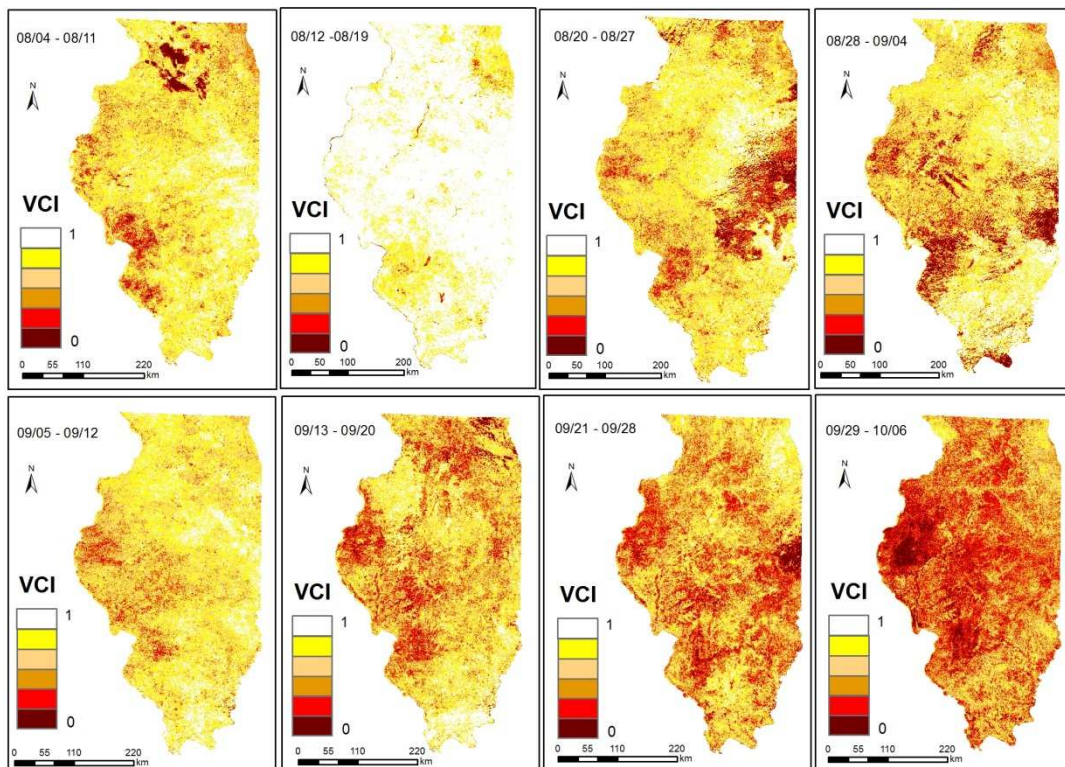 08/04 - 08/11
N
VCI
1
0
0 55 110 220
km
08/12 -08/19
N
VCI
1
0
0 50 100 200
km
08/20 - 08/27
N
VCI
1
0
0 50 100 200
km
08/28 - 09/04
N
VCI
1
0
0 50 100 200
km
09/05 - 09/12
N
VCI
1
0
0 55 110 220
km
09/13 - 09/20
N
VCI
1
0
0 55 110 220
km
09/21 - 09/28
N
VCI
1
0
0 55 110 220
km
09/29 - 10/06
N
VCI
1
0
0 55 110 220
km